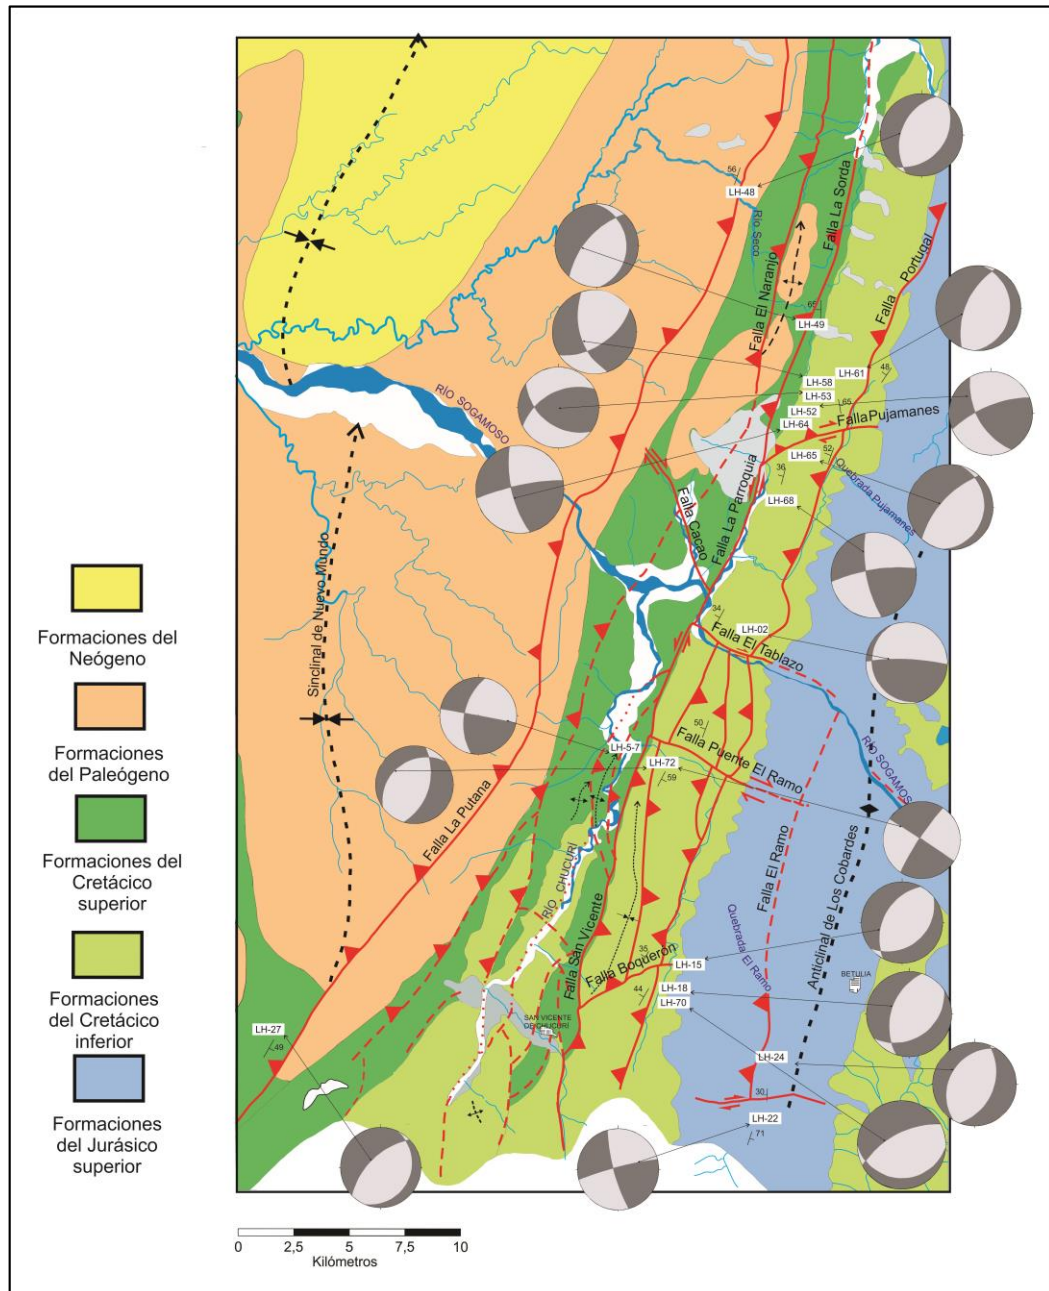 Formaciones del
Neógeno
Formaciones
del Paleógeno
Formaciones del
Cretácico
superior
Formaciones
del Cretácico
inferior
Formaciones
del Jurásico
superior
56
LH-48
Río Seco
Falla La Sorda
Falla El Naranjo
Falla Portugal
65
LH-49
LH-61
48
LH-58
LH-53
LH-52
65
Falla Pujamanes
LH-64
LH-65
52
36
Quebrada Pujamanes
LH-68
RÍO SOGAMOSO
Falla Cacao
Falla La Parroquia
Sinclinal de Nuevo Mundo
34
LH-02
Falla El Tablazo
50
LH-5-7
LH-72
59
Falla Puente El Ramo
RÍO SOGAMOS
Falla La Putana
RÍO CHUCURÍ
Falla El Ramo
Anticlinal de Los Cobardes
Falla San Vicente
Quebrada El Ramo
35
Falla Boquerón
LH-15
44
LH-18
LH-70
BETULIA
SAN VICENTE
DE CHUCURÍ
LH-27
49
LH-24
30
LH-22
71
0 2,5 5 7,5 10
Kilómetros